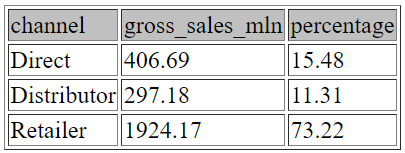 channel gross_sales_mln percentage
Direct 406.69 15.48
Distributor 297.18 11.31
Retailer 1924.17 73.22